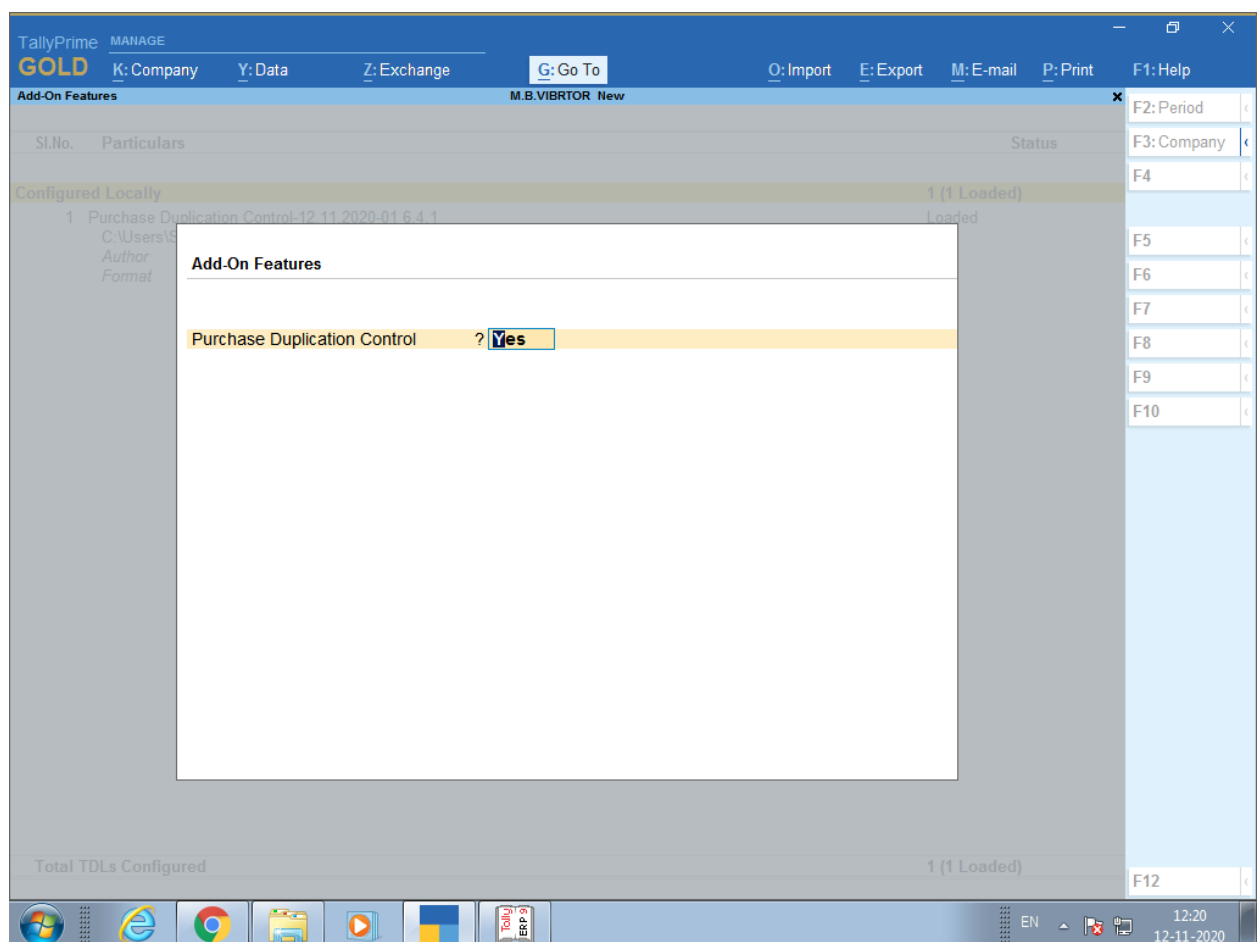 TallyPrime MANAGE
GOLD K: Company Y: Data Z: Exchange G: Go To O: Import E: Export M: E-mail P: Print F1: Help
Add-On Features M.B.VIBRTOR New
F2: Period
Sl.No. Particulars Status
F3: Company
F4
Configured Locally 1 (1 Loaded)
1 Purchase Duplication Control-12.11.2020-01.6.4.1 Loaded
C:\Users\S
Author
Format
F5
Add-On Features
F6
F7
Purchase Duplication Control ? Yes
F8
F9
F10
Total TDLs Configured 1 (1 Loaded)
F12
Tally ERP 9
EN
12:20
12-11-2020